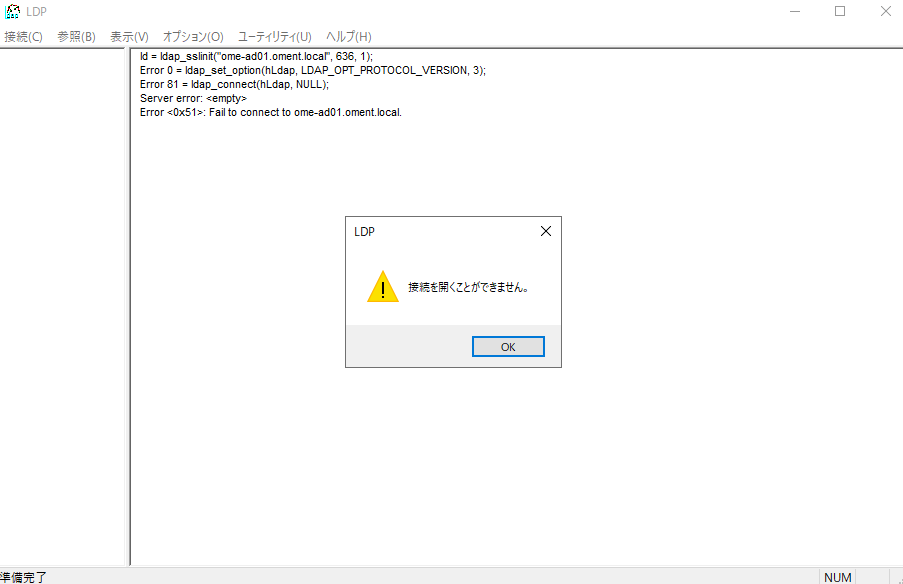 LDP
接続(C) 参照(B) 表示(V) オプション(O) ユーティリティ(U) ヘルプ(H)
ld = ldap_sslinit("ome-ad01.oment.local", 636, 1);
Error 0 = ldap_set_option(hLdap, LDAP_OPT_PROTOCOL_VERSION, 3);
Error 81 = ldap_connect(hLdap, NULL);
Server error: <empty>
Error <0x51>: Fail to connect to ome-ad01.oment.local.
LDP
接続を開くことができません。
OK
準備完了 NUM